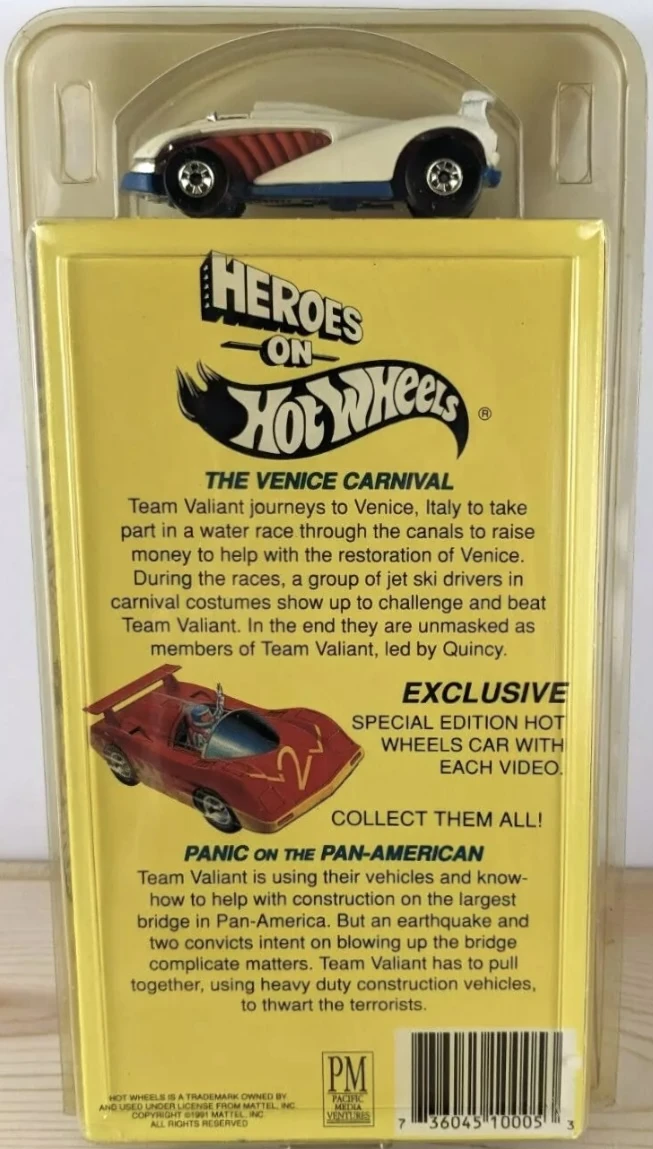 HEROES
ON
HOT WHEELS ®
THE VENICE CARNIVAL
Team Valiant journeys to Venice, Italy to take
part in a water race through the canals to raise
money to help with the restoration of Venice.
During the races, a group of jet ski drivers in
carnival costumes show up to challenge and beat
Team Valiant. In the end they are unmasked as
members of Team Valiant, led by Quincy.
EXCLUSIVE
SPECIAL EDITION HOT
WHEELS CAR WITH
EACH VIDEO.
2
COLLECT THEM ALL!
PANIC ON THE PAN-AMERICAN
Team Valiant is using their vehicles and know-
how to help with construction on the largest
bridge in Pan-America. But an earthquake and
two convicts intent on blowing up the bridge
complicate matters. Team Valiant has to pull
together, using heavy duty construction vehicles,
to thwart the terrorists.
HOT WHEELS IS A TRADEMARK OWNED BY
AND USED UNDER LICENSE FROM MATTEL, INC.
COPYRIGHT ©1991 MATTEL, INC.
ALL RIGHTS RESERVED
PM
PACIFIC
MEDIA
VENTURES
7 36045 10005 3